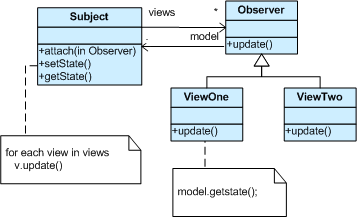 Subject
views
*
Observer
model
+attach(in Observer)
+setState()
+getState()
+update()
ViewOne
ViewTwo
+update()
+update()
for each view in views
v.update()
model.getstate();